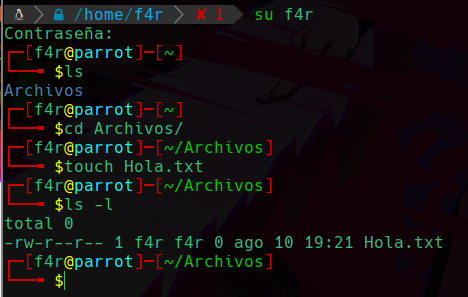 /home/f4r ✘ 1 su f4r
Contraseña:
┌─[f4r@parrot]─[~]
└──╼ $ls
Archivos
┌─[f4r@parrot]─[~]
└──╼ $cd Archivos/
┌─[f4r@parrot]─[~/Archivos]
└──╼ $touch Hola.txt
┌─[f4r@parrot]─[~/Archivos]
└──╼ $ls -l
total 0
-rw-r--r-- 1 f4r f4r 0 ago 10 19:21 Hola.txt
┌─[f4r@parrot]─[~/Archivos]
└──╼ $